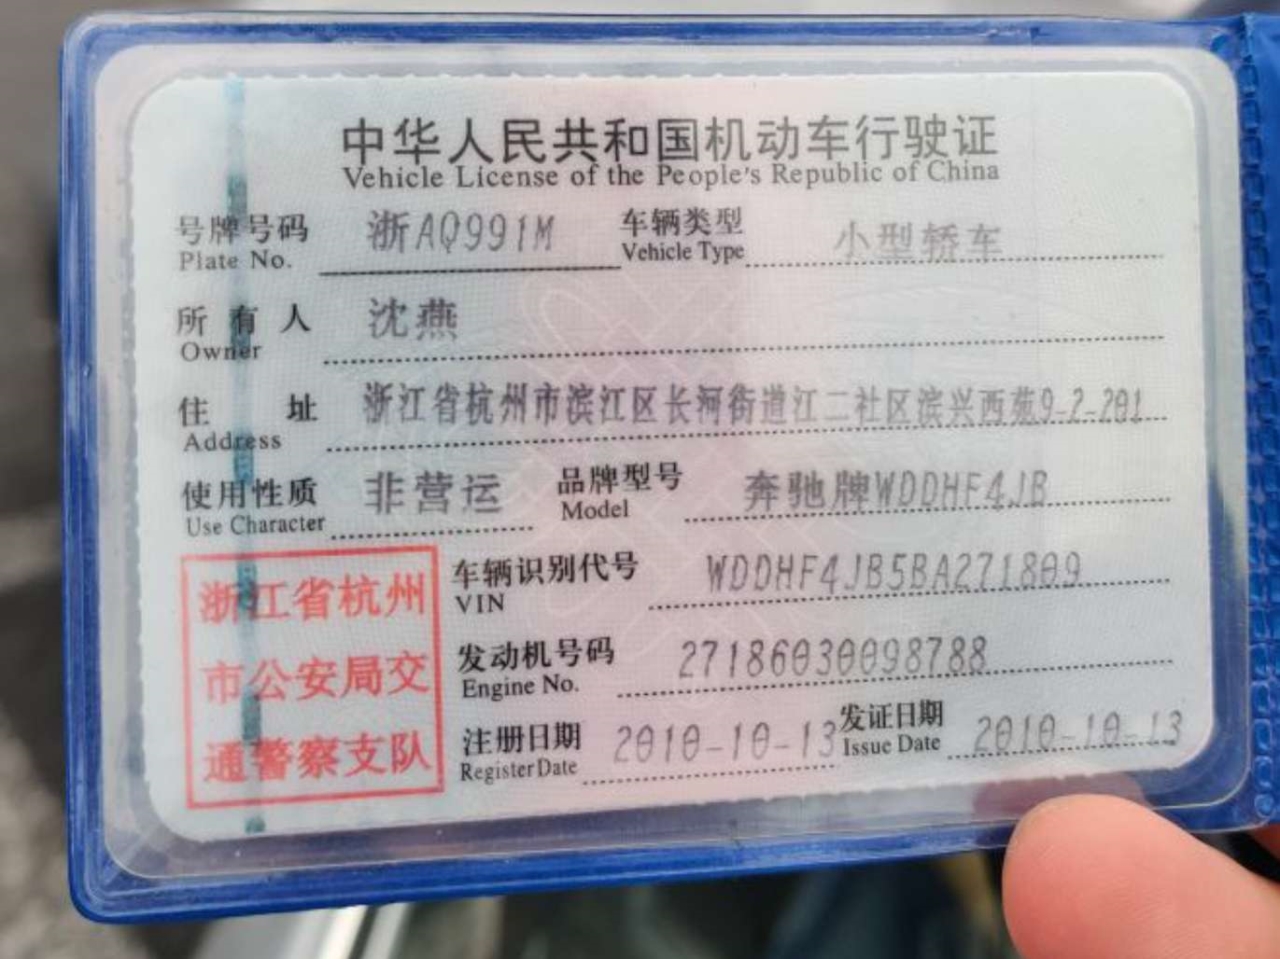 中华人民共和国机动车行驶证
Vehicle License of the People's Republic of China
号牌号码 浙AQ991M 车辆类型 小型轿车
Plate No. Vehicle Type
所有人 沈燕
Owner
住址 浙江省杭州市滨江区长河街道江二社区滨兴西苑9-2-201
Address
使用性质 非营运 品牌型号 奔驰牌WDDHF4JB
Use Character Model
浙江省杭州
市公安局交
通警察支队
车辆识别代号 WDDHF4JB5BA271809
VIN
发动机号码 27186030098788
Engine No.
注册日期 2010-10-13 发证日期 2010-10-13
Register Date Issue Date